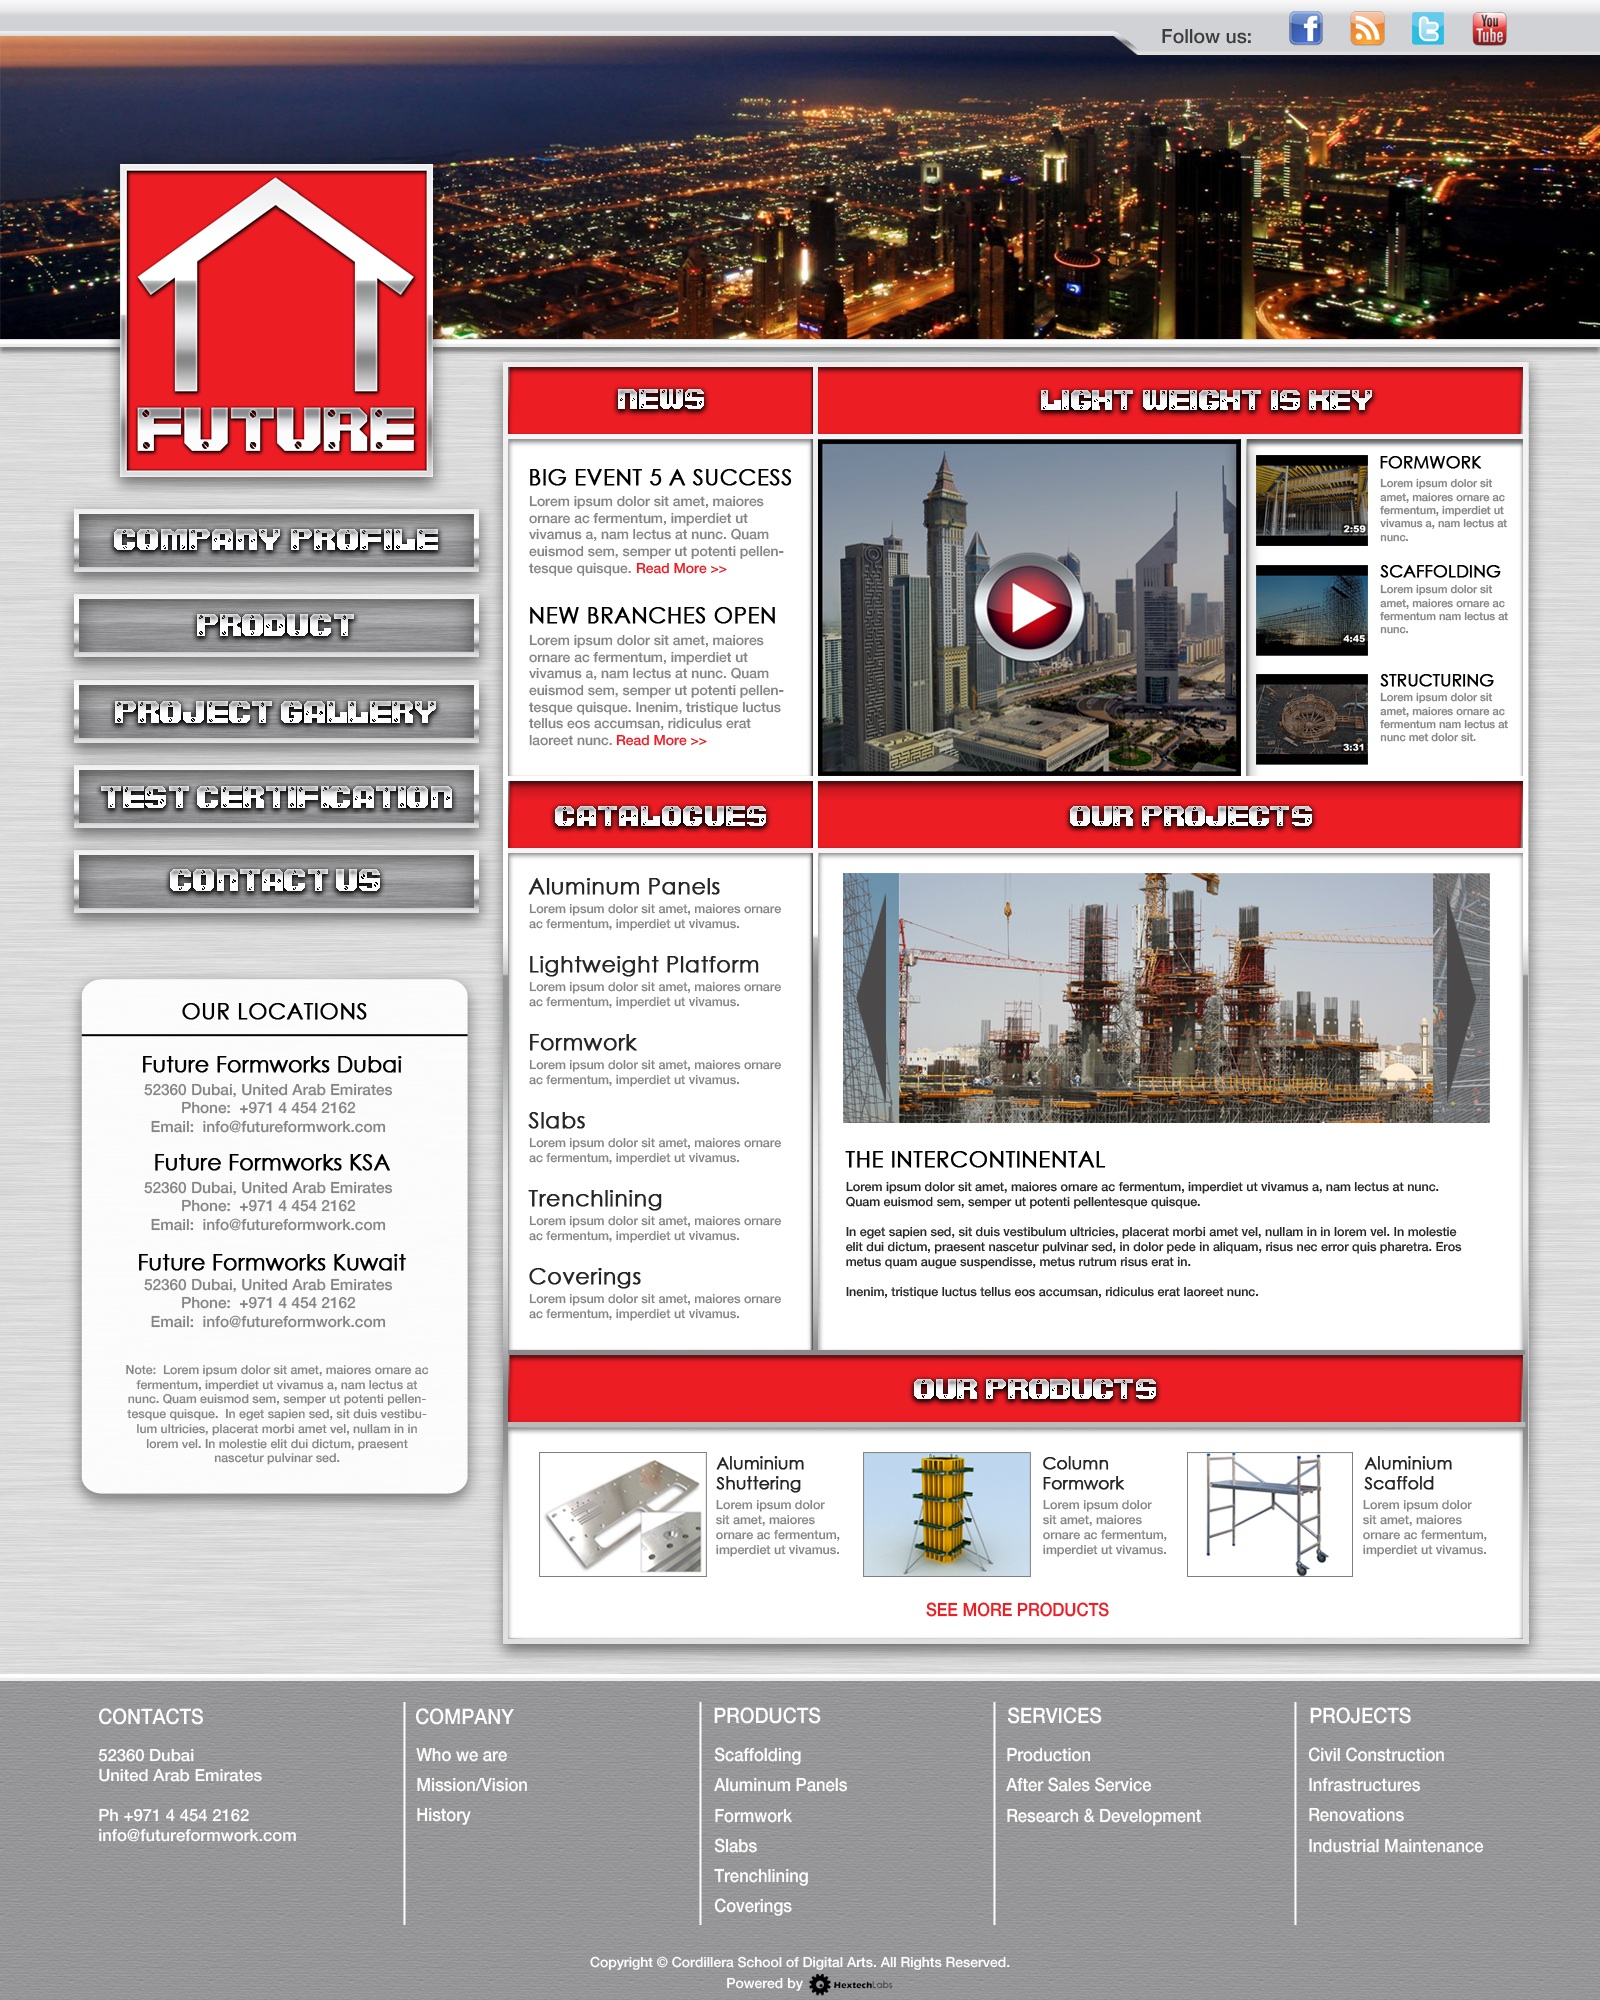 Follow us:
You
Tube
FUTURE
COMPANY PROFILE
PRODUCT
PROJECT GALLERY
TEST CERTIFICATION
CONTACT US
OUR LOCATIONS
Future Formworks Dubai
52360 Dubai, United Arab Emirates
Phone: +971 4 454 2162
Email: info@futureformwork.com
Future Formworks KSA
52360 Dubai, United Arab Emirates
Phone: +971 4 454 2162
Email: info@futureformwork.com
Future Formworks Kuwait
52360 Dubai, United Arab Emirates
Phone: +971 4 454 2162
Email: info@futureformwork.com
Note: Lorem ipsum dolor sit amet, maiores ornare ac
fermentum, imperdiet ut vivamus a, nam lectus at
nunc. Quam euismod sem, semper ut potenti pellen-
tesque quisque. In eget sapien sed, sit duis vestibu-
lum ultricies, placerat morbi amet vel, nullam in in
lorem vel. In molestie elit dui dictum, praesent
nascetur pulvinar sed.
NEWS
BIG EVENT 5 A SUCCESS
Lorem ipsum dolor sit amet, maiores
ornare ac fermentum, imperdiet ut
vivamus a, nam lectus at nunc. Quam
euismod sem, semper ut potenti pellen-
tesque quisque. Read More >>
NEW BRANCHES OPEN
Lorem ipsum dolor sit amet, maiores
ornare ac fermentum, imperdiet ut
vivamus a, nam lectus at nunc. Quam
euismod sem, semper ut potenti pellen-
tesque quisque. Inenim, tristique luctus
tellus eos accumsan, ridiculus erat
laoreet nunc. Read More >>
LIGHT WEIGHT IS KEY
2:59
FORMWORK
Lorem ipsum dolor sit
amet, maiores ornare ac
fermentum, imperdiet ut
vivamus a, nam lectus at
nunc.
4:45
SCAFFOLDING
Lorem ipsum dolor sit
amet, maiores ornare ac
fermentum nam lectus at
nunc.
3:31
STRUCTURING
Lorem ipsum dolor sit
amet, maiores ornare ac
fermentum nam lectus at
nunc met dolor sit.
CATALOGUES
Aluminum Panels
Lorem ipsum dolor sit amet, maiores ornare
ac fermentum, imperdiet ut vivamus.
Lightweight Platform
Lorem ipsum dolor sit amet, maiores ornare
ac fermentum, imperdiet ut vivamus.
Formwork
Lorem ipsum dolor sit amet, maiores ornare
ac fermentum, imperdiet ut vivamus.
Slabs
Lorem ipsum dolor sit amet, maiores ornare
ac fermentum, imperdiet ut vivamus.
Trenchlining
Lorem ipsum dolor sit amet, maiores ornare
ac fermentum, imperdiet ut vivamus.
Coverings
Lorem ipsum dolor sit amet, maiores ornare
ac fermentum, imperdiet ut vivamus.
OUR PROJECTS
THE INTERCONTINENTAL
Lorem ipsum dolor sit amet, maiores ornare ac fermentum, imperdiet ut vivamus a, nam lectus at nunc.
Quam euismod sem, semper ut potenti pellentesque quisque.
In eget sapien sed, sit duis vestibulum ultricies, placerat morbi amet vel, nullam in in lorem vel. In molestie
elit dui dictum, praesent nascetur pulvinar sed, in dolor pede in aliquam, risus nec error quis pharetra. Eros
metus quam augue suspendisse, metus rutrum risus erat in.
Inenim, tristique luctus tellus eos accumsan, ridiculus erat laoreet nunc.
OUR PRODUCTS
Aluminium
Shuttering
Lorem ipsum dolor
sit amet, maiores
ornare ac fermentum,
imperdiet ut vivamus.
Column
Formwork
Lorem ipsum dolor
sit amet, maiores
ornare ac fermentum,
imperdiet ut vivamus.
Aluminium
Scaffold
Lorem ipsum dolor
sit amet, maiores
ornare ac fermentum,
imperdiet ut vivamus.
SEE MORE PRODUCTS
CONTACTS
52360 Dubai
United Arab Emirates
Ph +971 4 454 2162
info@futureformwork.com
COMPANY
Who we are
Mission/Vision
History
PRODUCTS
Scaffolding
Aluminum Panels
Formwork
Slabs
Trenchlining
Coverings
SERVICES
Production
After Sales Service
Research & Development
PROJECTS
Civil Construction
Infrastructures
Renovations
Industrial Maintenance
Copyright © Cordillera School of Digital Arts. All Rights Reserved.
Powered by HextechLabs